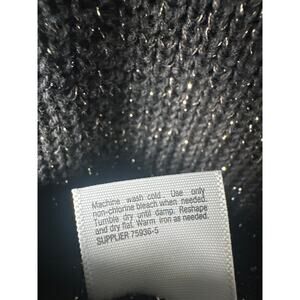 Machine wash cold . Use only
non-chlorine bleach when needed.
Tumble dry until damp. Reshape
and dry flat. Warm iron as needed.
SUPPLIER 75936-5